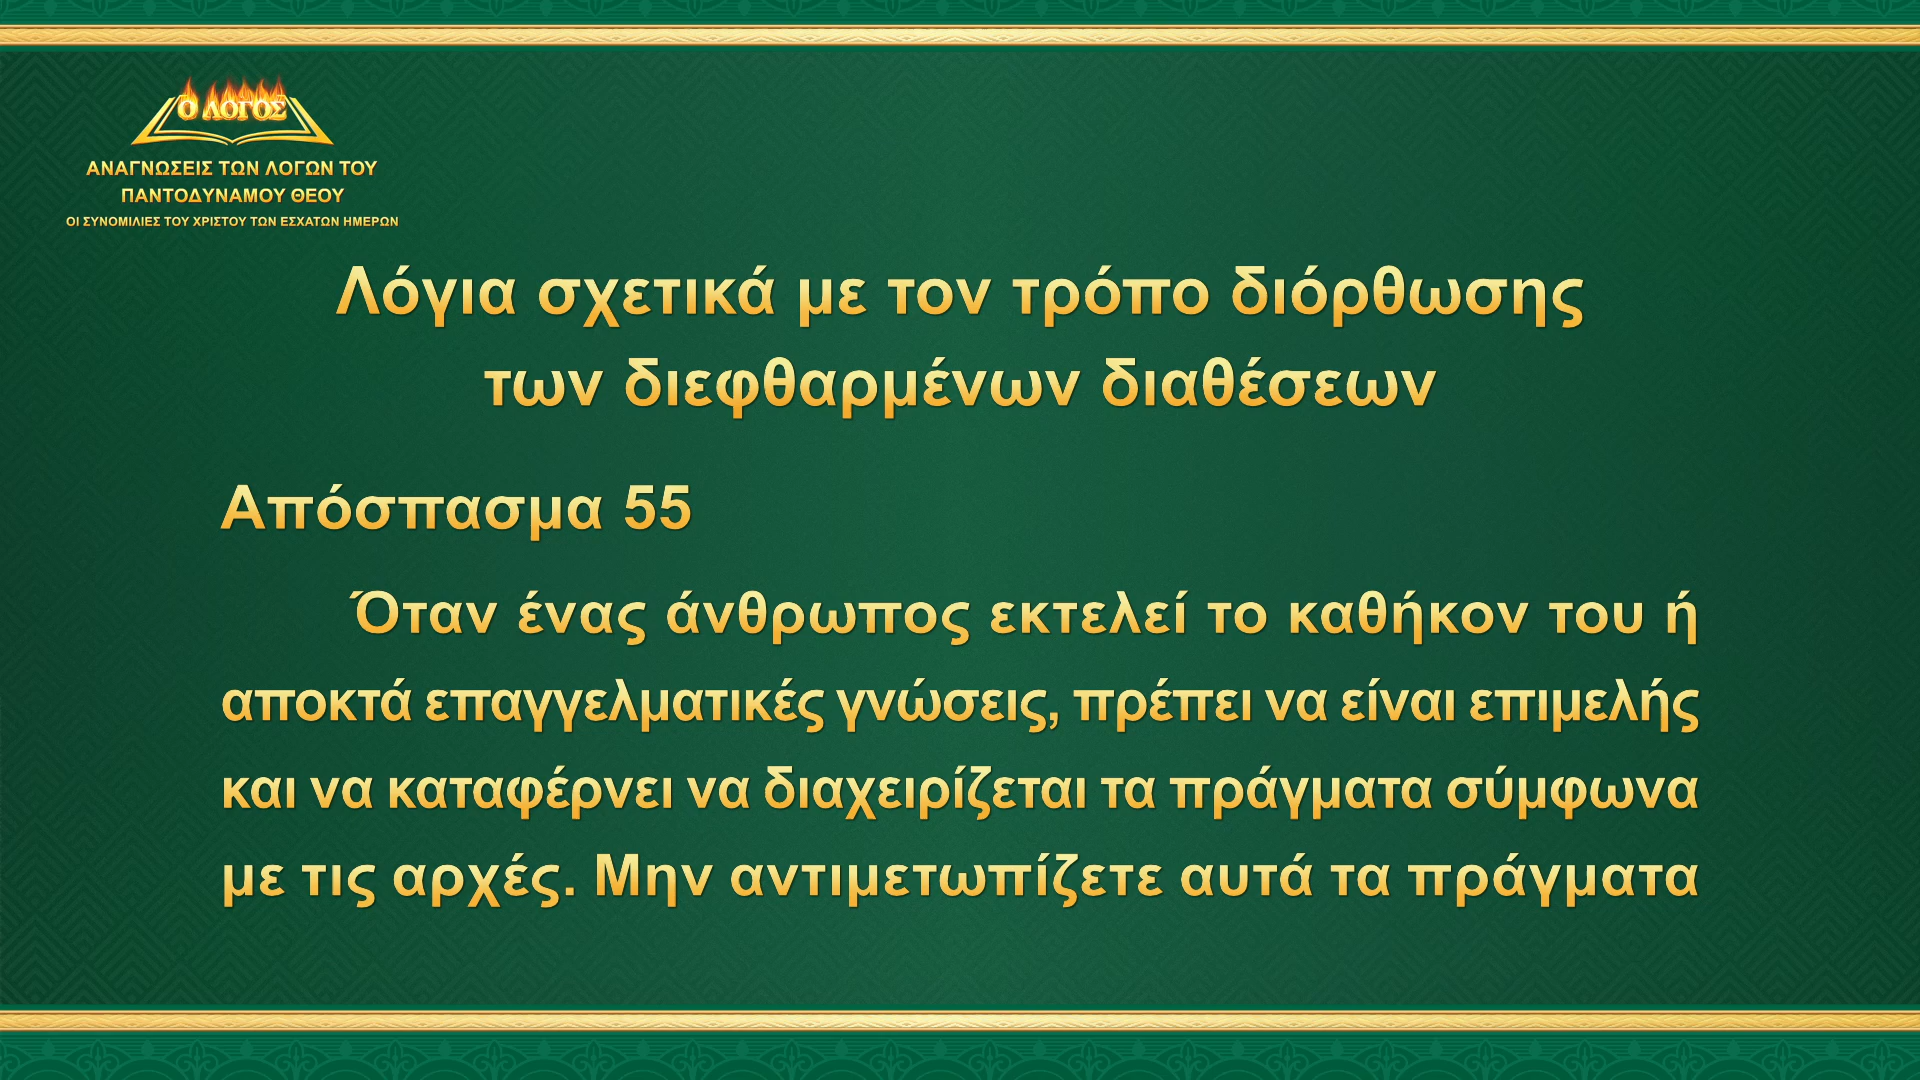 Ο ΛΟΓΟΣ
ΑΝΑΓΝΩΣΕΙΣ ΤΩΝ ΛΟΓΩΝ ΤΟΥ
ΠΑΝΤΟΔΥΝΑΜΟΥ ΘΕΟΥ
ΟΙ ΣΥΝΟΜΙΛΙΕΣ ΤΟΥ ΧΡΙΣΤΟΥ ΤΩΝ ΕΣΧΑΤΩΝ ΗΜΕΡΩΝ
Λόγια σχετικά με τον τρόπο διόρθωσης
των διεφθαρμένων διαθέσεων
Απόσπασμα 55
Όταν ένας άνθρωπος εκτελεί το καθήκον του ή
αποκτά επαγγελματικές γνώσεις, πρέπει να είναι επιμελής
και να καταφέρνει να διαχειρίζεται τα πράγματα σύμφωνα
με τις αρχές. Μην αντιμετωπίζετε αυτά τα πράγματα